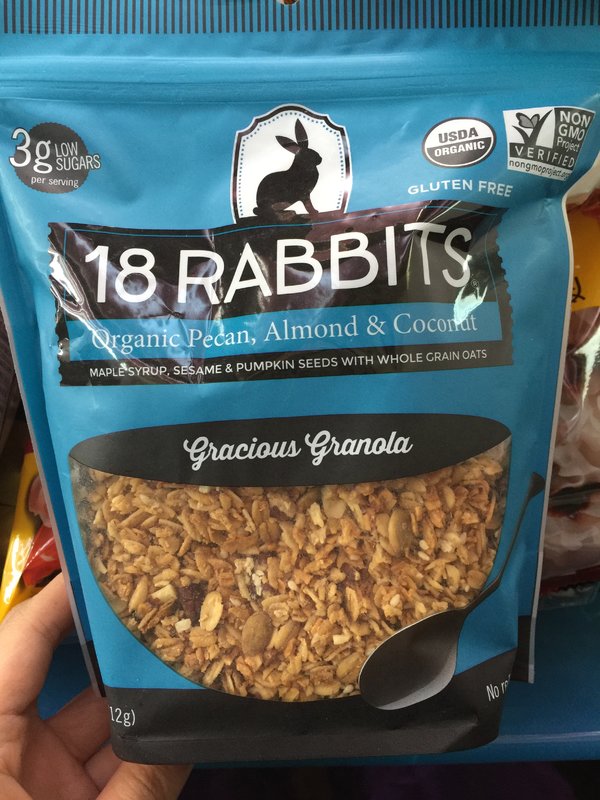 3g LOW
SUGARS
per serving
USDA
ORGANIC
NON
GMO
Project
VERIFIED
nongmoproject.org
GLUTEN FREE
18 RABBITS
Organic Pecan, Almond & Coconut
MAPLE SYRUP, SESAME & PUMPKIN SEEDS WITH WHOLE GRAIN OATS
Gracious Granola
12g)
No